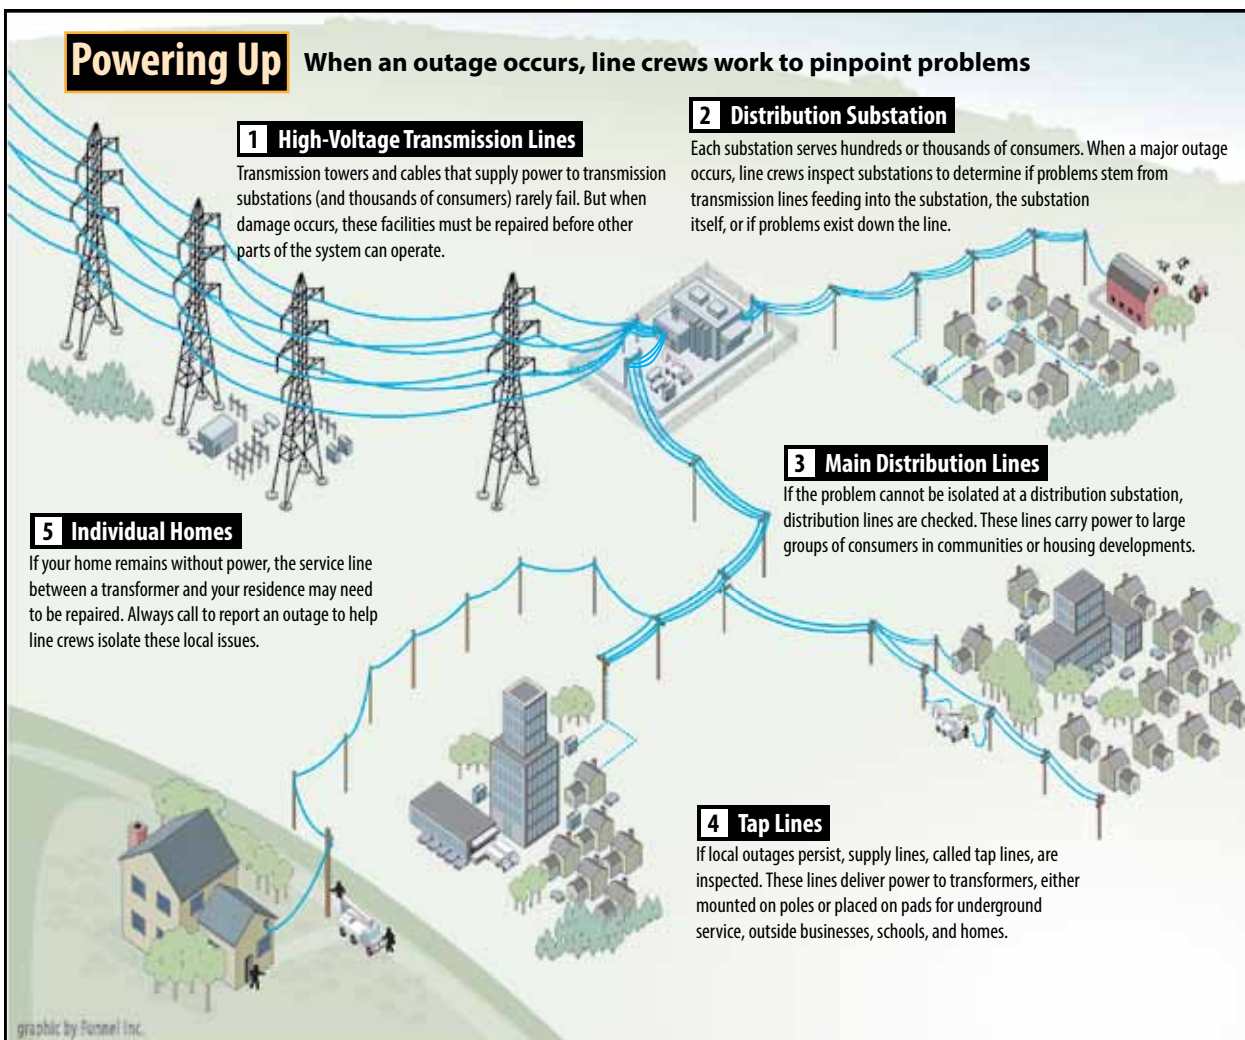 Powering Up When an outage occurs, line crews work to pinpoint problems
1 High-Voltage Transmission Lines
Transmission towers and cables that supply power to transmission
substations (and thousands of consumers) rarely fail. But when
damage occurs, these facilities must be repaired before other
parts of the system can operate.
2 Distribution Substation
Each substation serves hundreds or thousands of consumers. When a major outage
occurs, line crews inspect substations to determine if problems stem from
transmission lines feeding into the substation, the substation
itself, or if problems exist down the line.
3 Main Distribution Lines
If the problem cannot be isolated at a distribution substation,
distribution lines are checked. These lines carry power to large
groups of consumers in communities or housing developments.
4 Tap Lines
If local outages persist, supply lines, called tap lines, are
inspected. These lines deliver power to transformers, either
mounted on poles or placed on pads for underground
service, outside businesses, schools, and homes.
5 Individual Homes
If your home remains without power, the service line
between a transformer and your residence may need
to be repaired. Always call to report an outage to help
line crews isolate these local issues.
graphic by Funnel Inc.